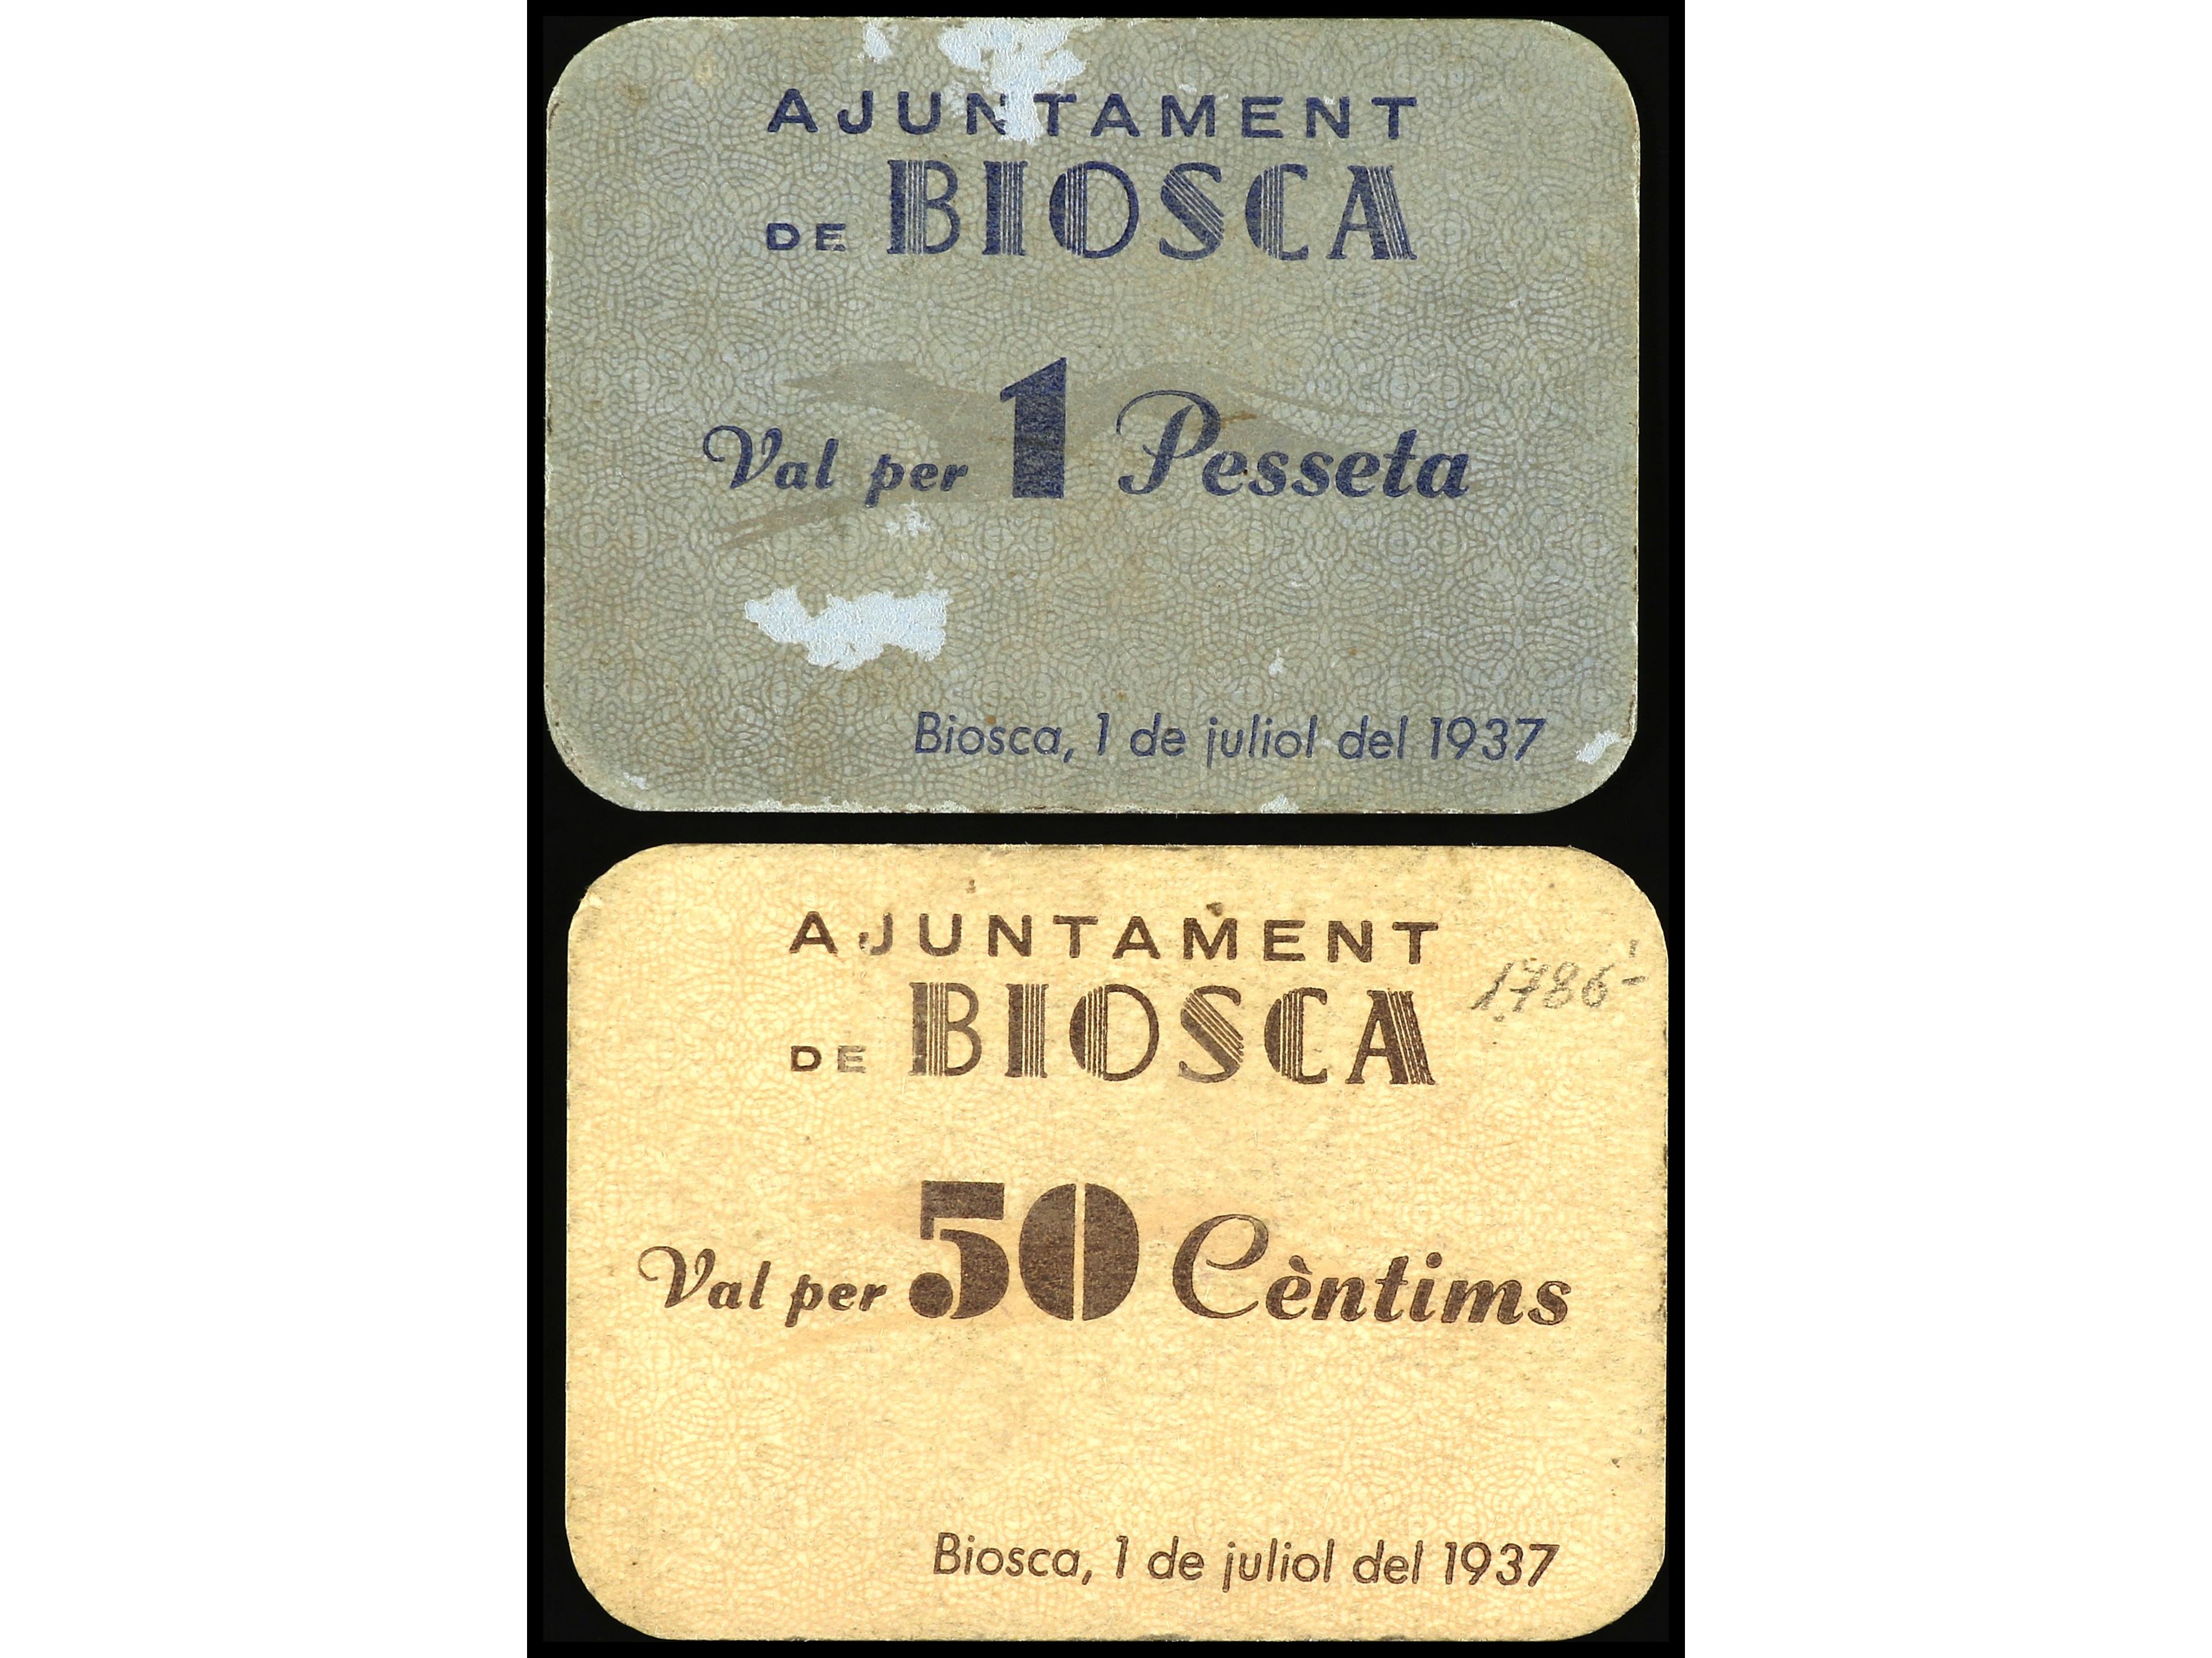 AJUNTAMENT
DE BIOSCA
Val per 1 Pesseta
Biosca, 1 de juliol del 1937
AJUNTAMENT
DE BIOSCA
1786'-
Val per 50 Cèntims
Biosca, 1 de juliol del 1937